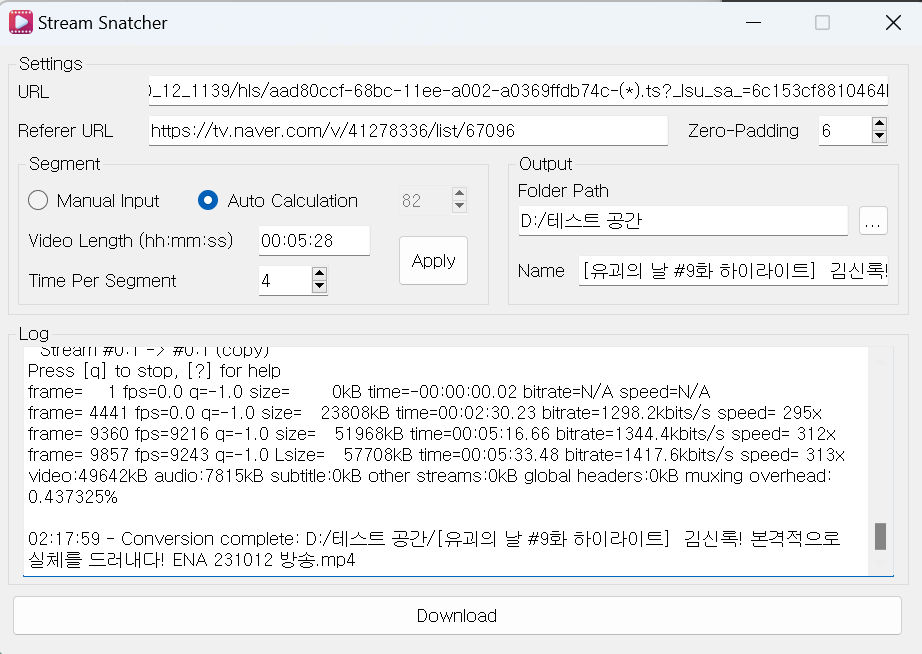 Stream Snatcher
Settings
URL
)_12_1139/hls/aad80ccf-68bc-11ee-a002-a0369ffdb74c-(*).ts?_lsu_sa_=6c153cf8810464
Referer URL
https://tv.naver.com/v/41278336/list/67096
Zero-Padding
6
Segment
Manual Input
Auto Calculation
82
Video Length (hh:mm:ss)
00:05:28
Time Per Segment
4
Apply
Output
Folder Path
D:/테스트 공간
...
Name
[유괴의 날 #9화 하이라이트]  김신록!
Log
Stream #0:1 -> #0:1 (copy)
Press [q] to stop, [?] for help
frame=    1 fps=0.0 q=-1.0 size=       0kB time=-00:00:00.02 bitrate=N/A speed=N/A
frame= 4441 fps=0.0 q=-1.0 size=   23808kB time=00:02:30.23 bitrate=1298.2kbits/s speed= 295x
frame= 9360 fps=9216 q=-1.0 size=   51968kB time=00:05:16.66 bitrate=1344.4kbits/s speed= 312x
frame= 9857 fps=9243 q=-1.0 Lsize=   57708kB time=00:05:33.48 bitrate=1417.6kbits/s speed= 313x
video:49642kB audio:7815kB subtitle:0kB other streams:0kB global headers:0kB muxing overhead:
0.437325%
02:17:59 - Conversion complete: D:/테스트 공간/[유괴의 날 #9화 하이라이트]  김신록! 본격적으로
실체를 드러내다! ENA 231012 방송.mp4
Download